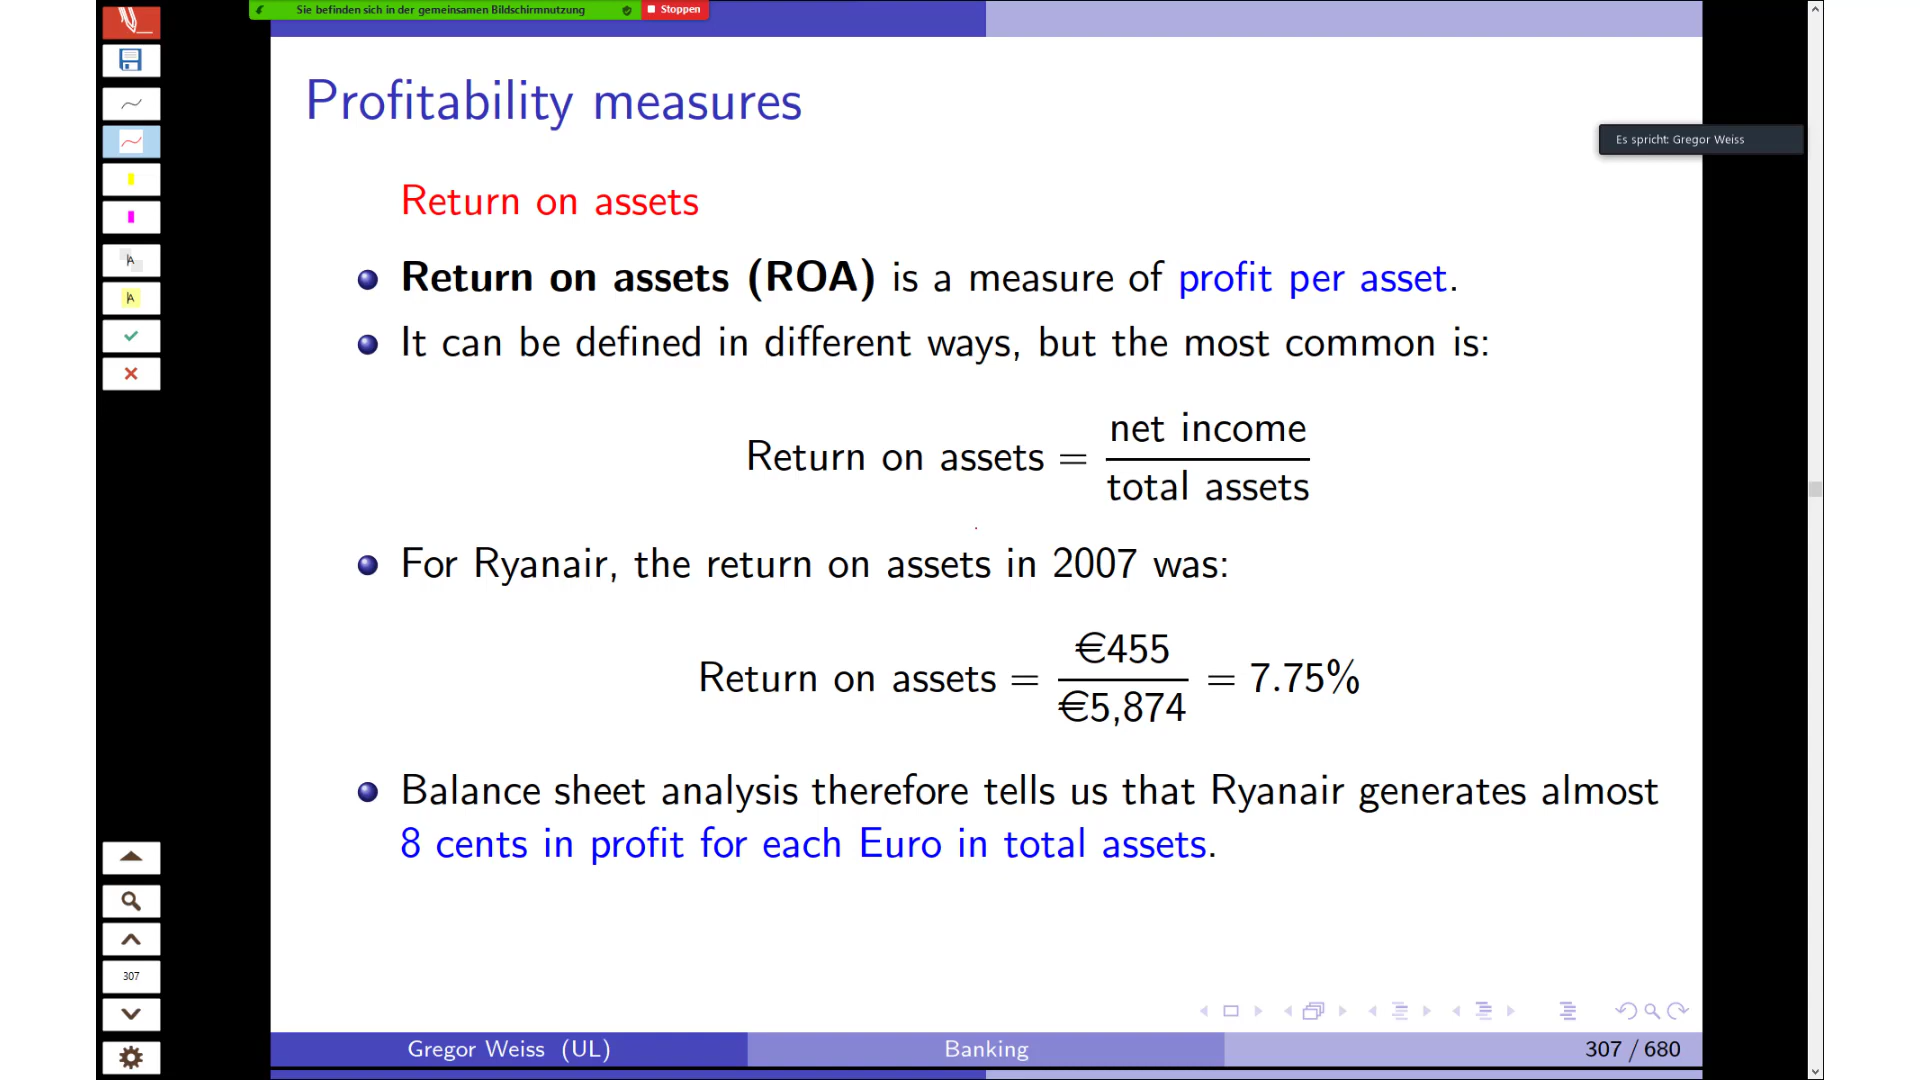 Sie befinden sich in der gemeinsamen Bildschirmnutzung
Stoppen
Profitability measures
Es spricht: Gregor Weiss
Return on assets
Return on assets (ROA) is a measure of profit per asset.
It can be defined in different ways, but the most common is:
Return on assets = net income / total assets
For Ryanair, the return on assets in 2007 was:
Return on assets = €455 / €5,874 = 7.75%
Balance sheet analysis therefore tells us that Ryanair generates almost
8 cents in profit for each Euro in total assets.
307
Gregor Weiss (UL)
Banking
307 / 680